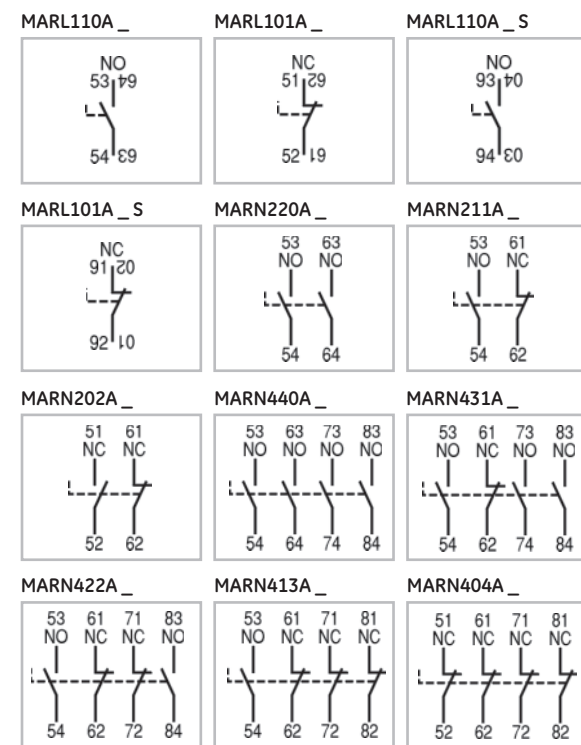 MARL110A _
NO
53 64
54 63
MARL101A _
NC
51 62
52 61
MARL110A _ S
NO
93 04
94 03
MARL101A _ S
NC
91 02
92 01
MARN220A _
53 63
NO NO
54 64
MARN211A _
53 61
NO NC
54 62
MARN202A _
51 61
NC NC
52 62
MARN440A _
53 63 73 83
NO NO NO NO
54 64 74 84
MARN431A _
53 61 73 83
NO NC NO NO
54 62 74 84
MARN422A _
53 61 71 83
NO NC NC NO
54 62 72 84
MARN413A _
53 61 71 81
NO NC NC NC
54 62 72 82
MARN404A _
51 61 71 81
NC NC NC NC
52 62 72 82